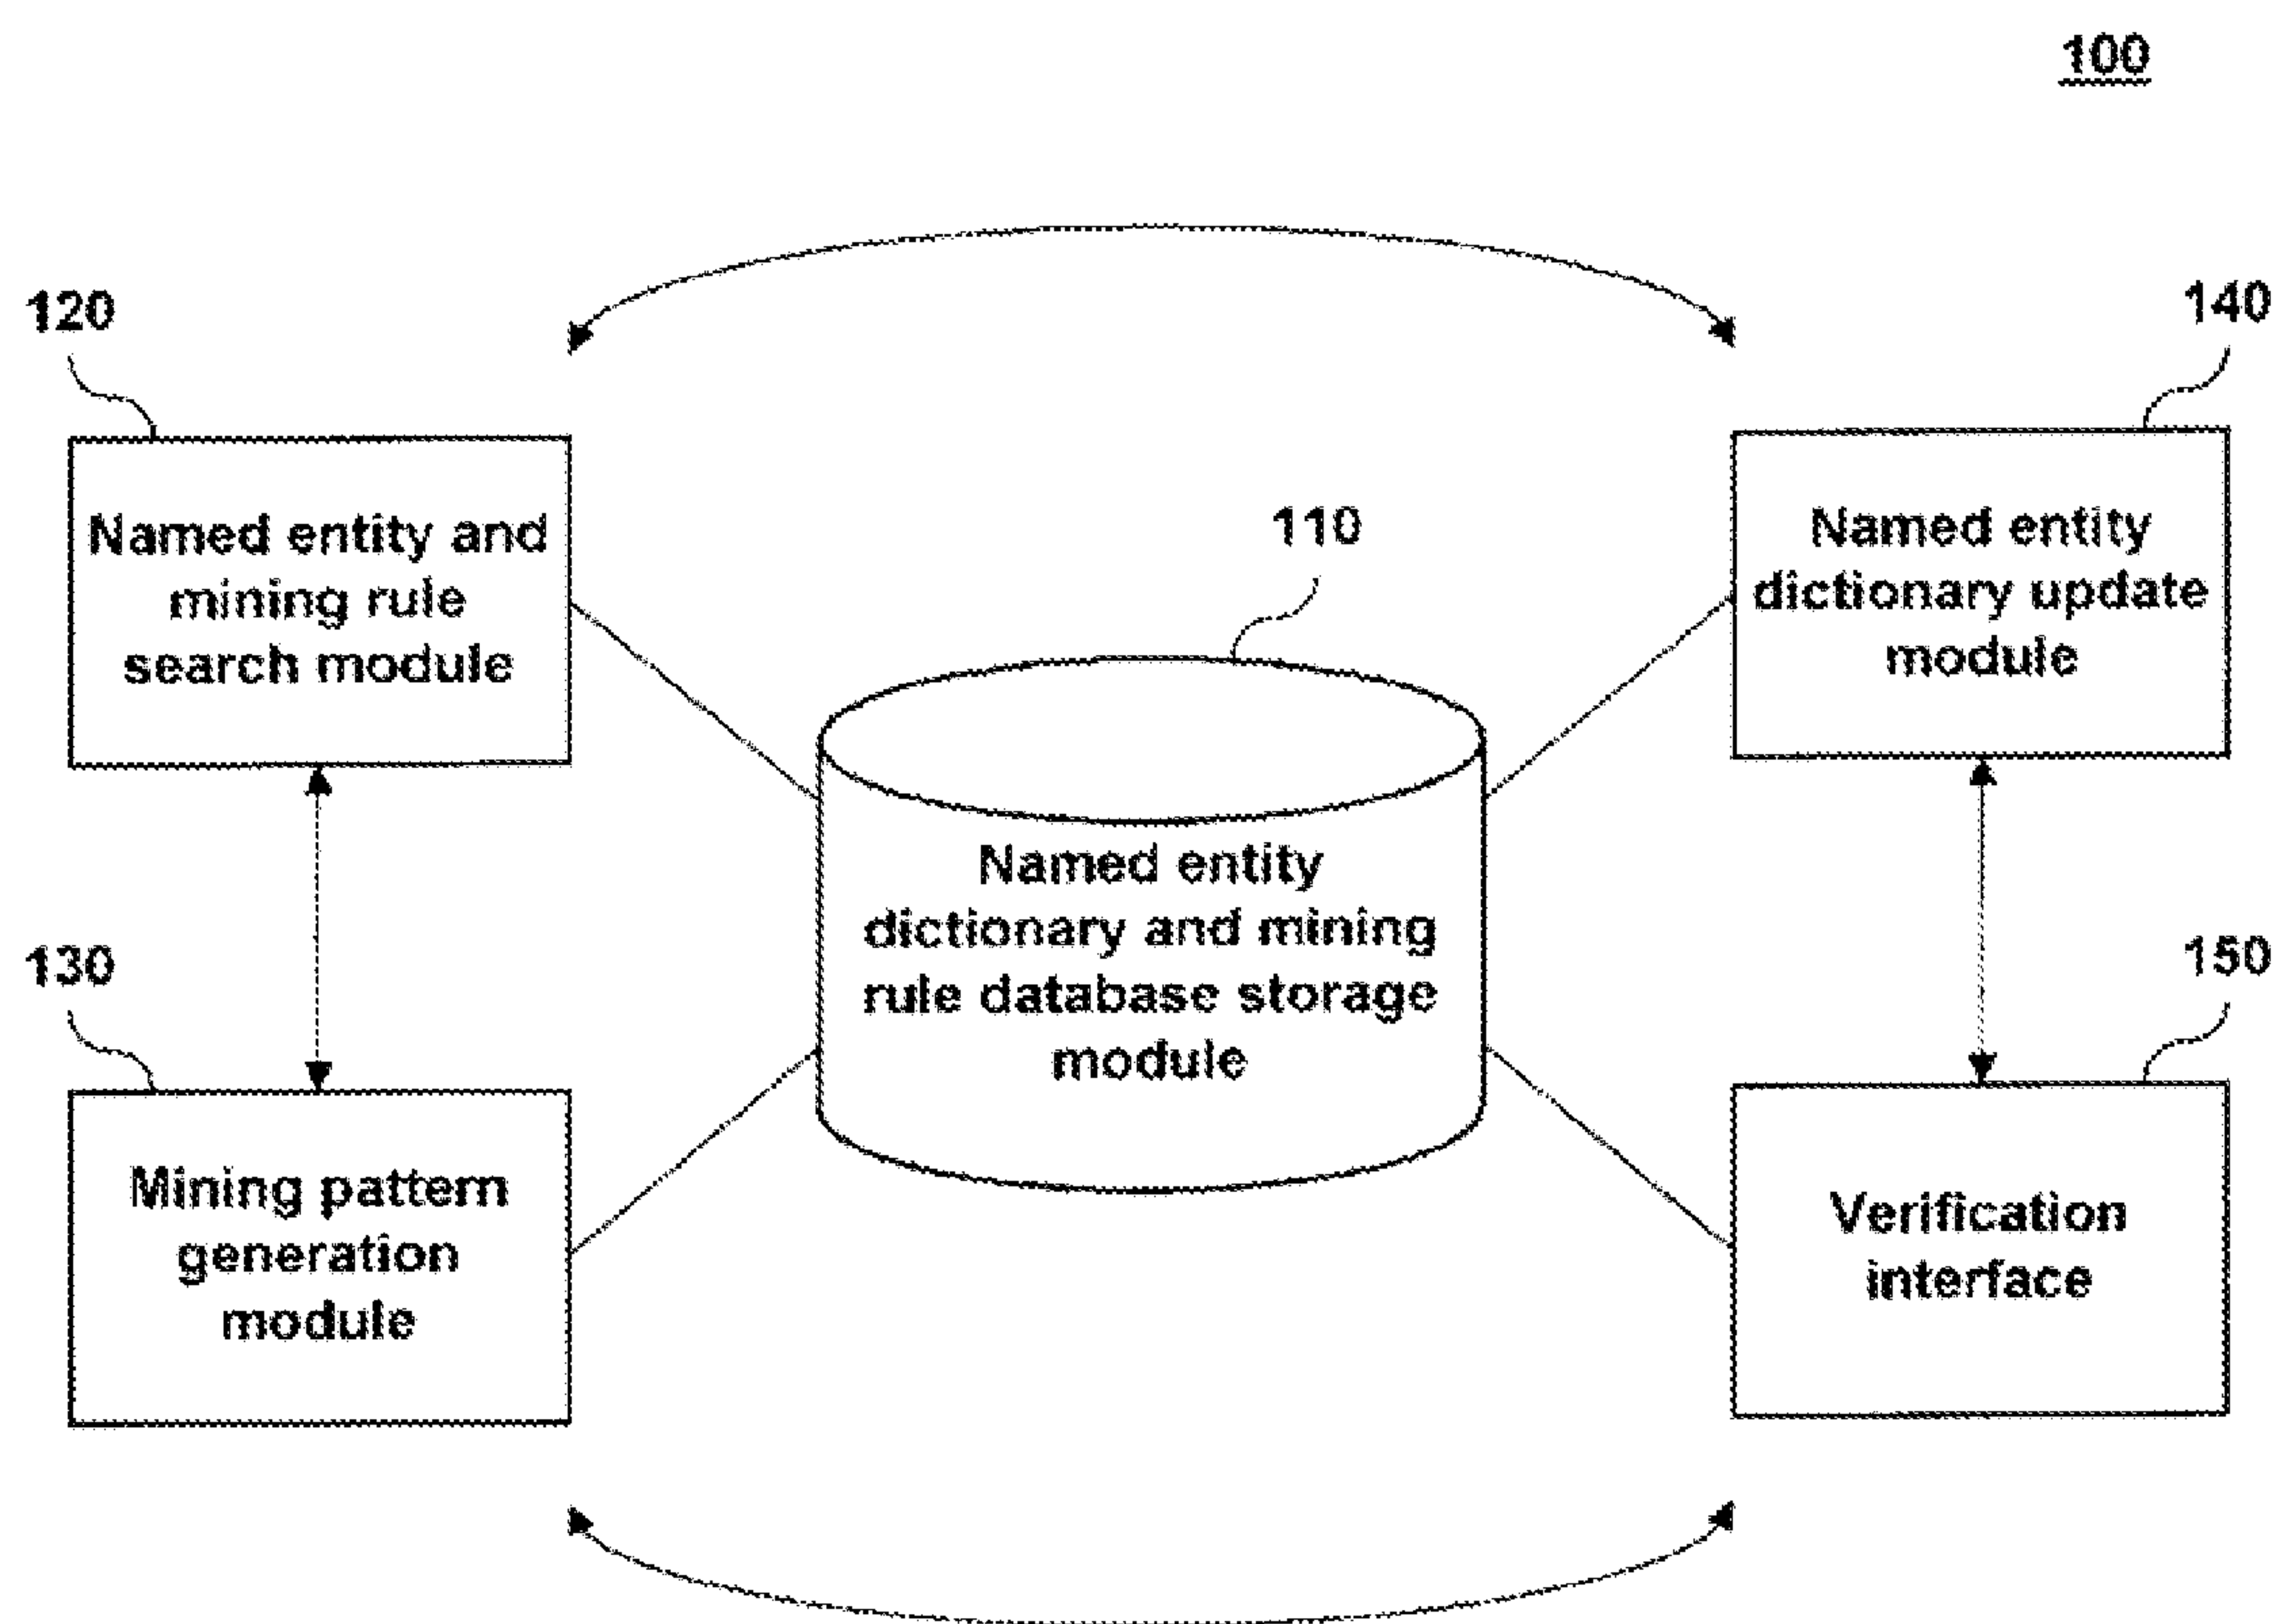 100
120
140
Named entity and
mining rule
search module
110
Named entity
dictionary update
module
Named entity
dictionary and mining
rule database storage
module
130
150
Mining pattern
generation
module
Verification
interface